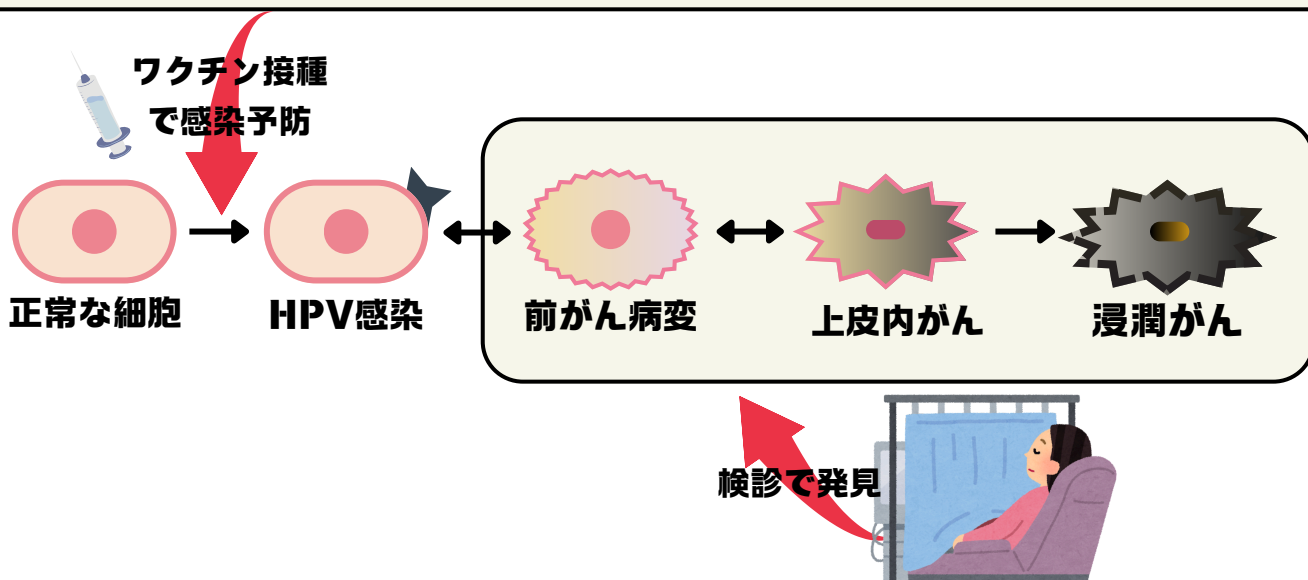 ワクチン接種
で感染予防
正常な細胞
HPV感染
前がん病変
上皮内がん
浸潤がん
検診で発見